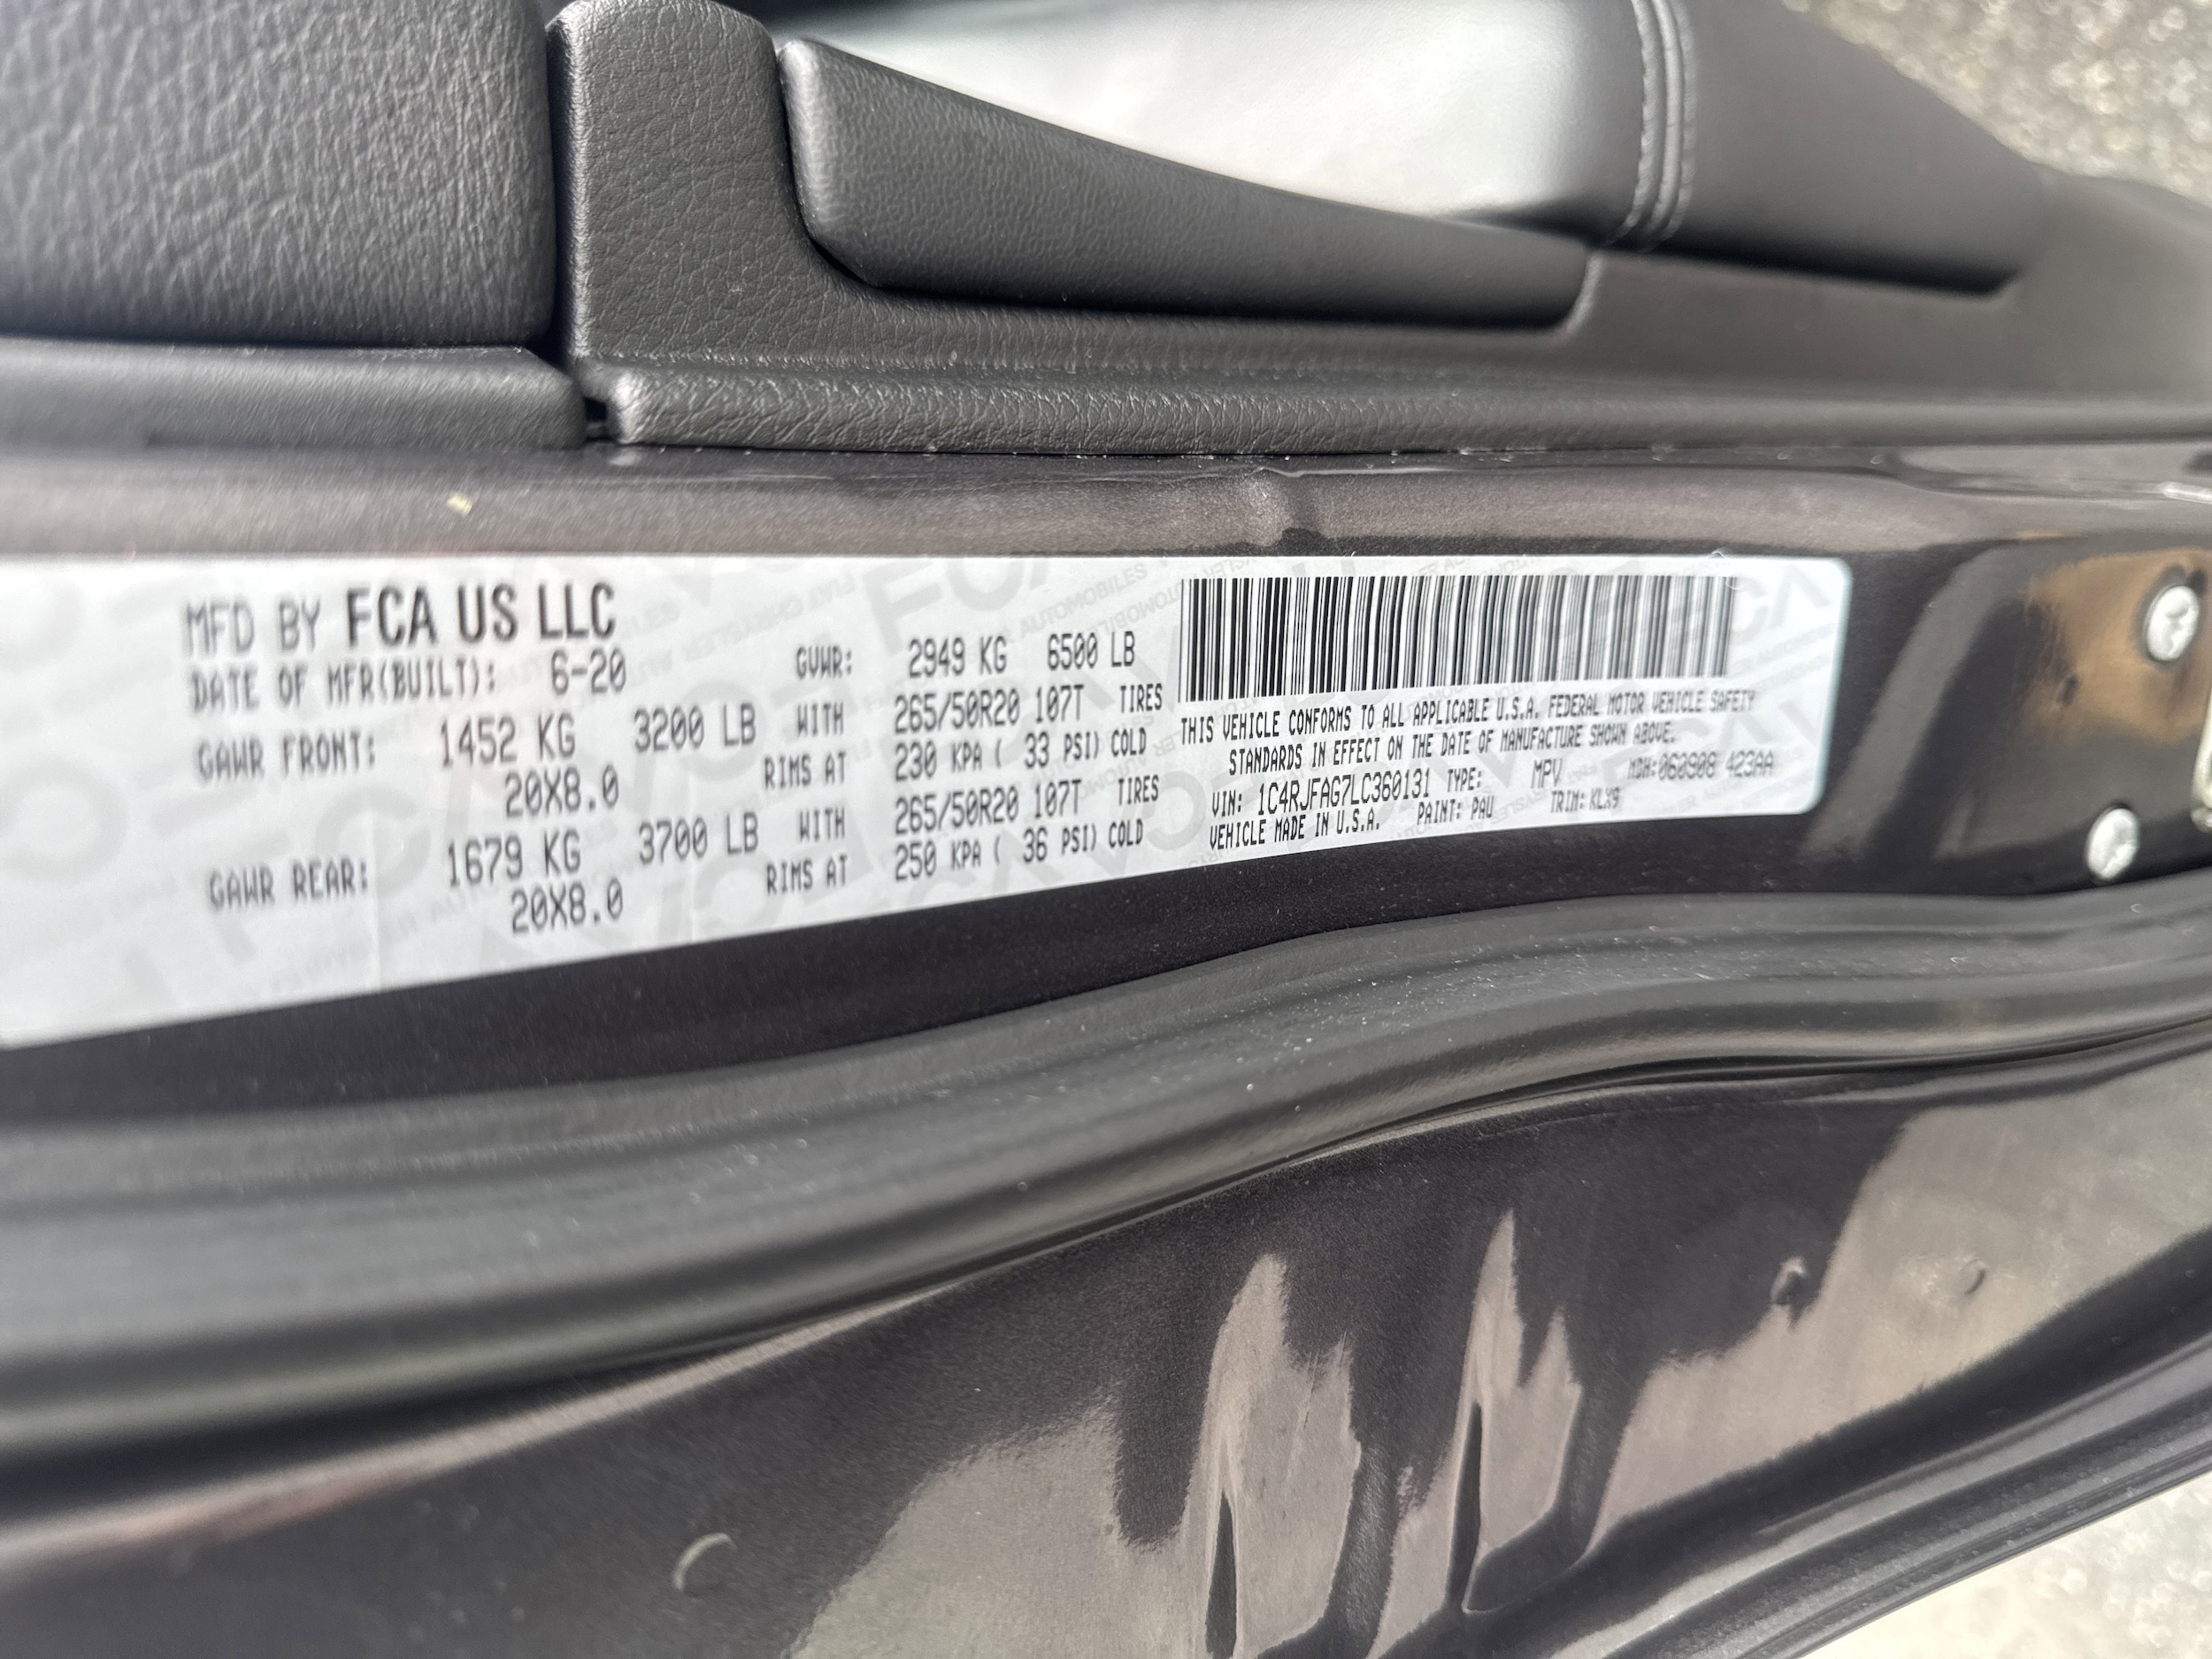 MFD BY FCA US LLC
DATE OF MFR(BUILT): 6-20 GVWR: 2949 KG 6500 LB
GAWR FRONT: 1452 KG 3200 LB WITH 265/50R20 107T TIRES
20X8.0 RIMS AT 230 KPA ( 33 PSI) COLD
GAWR REAR: 1679 KG 3700 LB WITH 265/50R20 107T TIRES
20X8.0 RIMS AT 250 KPA ( 36 PSI) COLD
THIS VEHICLE CONFORMS TO ALL APPLICABLE U.S.A. FEDERAL MOTOR VEHICLE SAFETY
STANDARDS IN EFFECT ON THE DATE OF MANUFACTURE SHOWN ABOVE.
VIN: 1C4RJFAG7LC360131 TYPE: MPV MDH: 423AA
VEHICLE MADE IN U.S.A. PAINT: PAU TRIM: KLX9